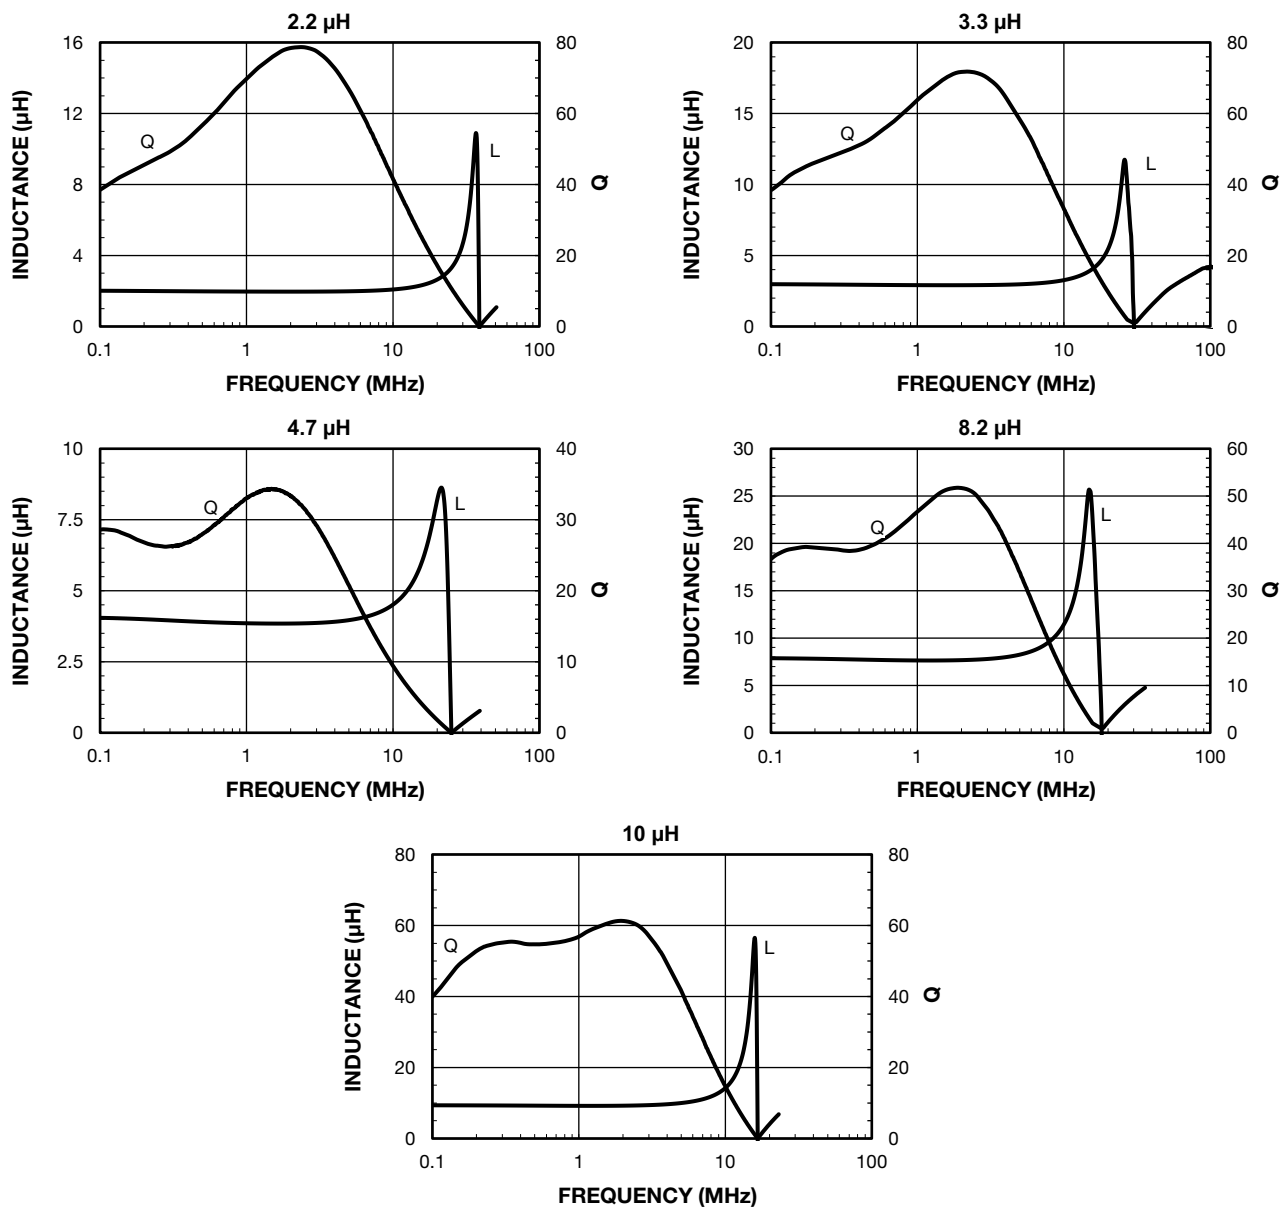 2.2 µH
16
12
8
4
0
INDUCTANCE (µH)
80
60
40
20
0
Q
Q
L
0.1 1 10 100
FREQUENCY (MHz)
3.3 µH
20
15
10
5
0
INDUCTANCE (µH)
80
60
40
20
0
Q
Q
L
0.1 1 10 100
FREQUENCY (MHz)
4.7 µH
10
7.5
5
2.5
0
INDUCTANCE (µH)
40
30
20
10
0
Q
Q
L
0.1 1 10 100
FREQUENCY (MHz)
8.2 µH
30
25
20
15
10
5
0
INDUCTANCE (µH)
60
50
40
30
20
10
0
Q
Q
L
0.1 1 10 100
FREQUENCY (MHz)
10 µH
80
60
40
20
0
INDUCTANCE (µH)
80
60
40
20
0
Q
Q
L
0.1 1 10 100
FREQUENCY (MHz)